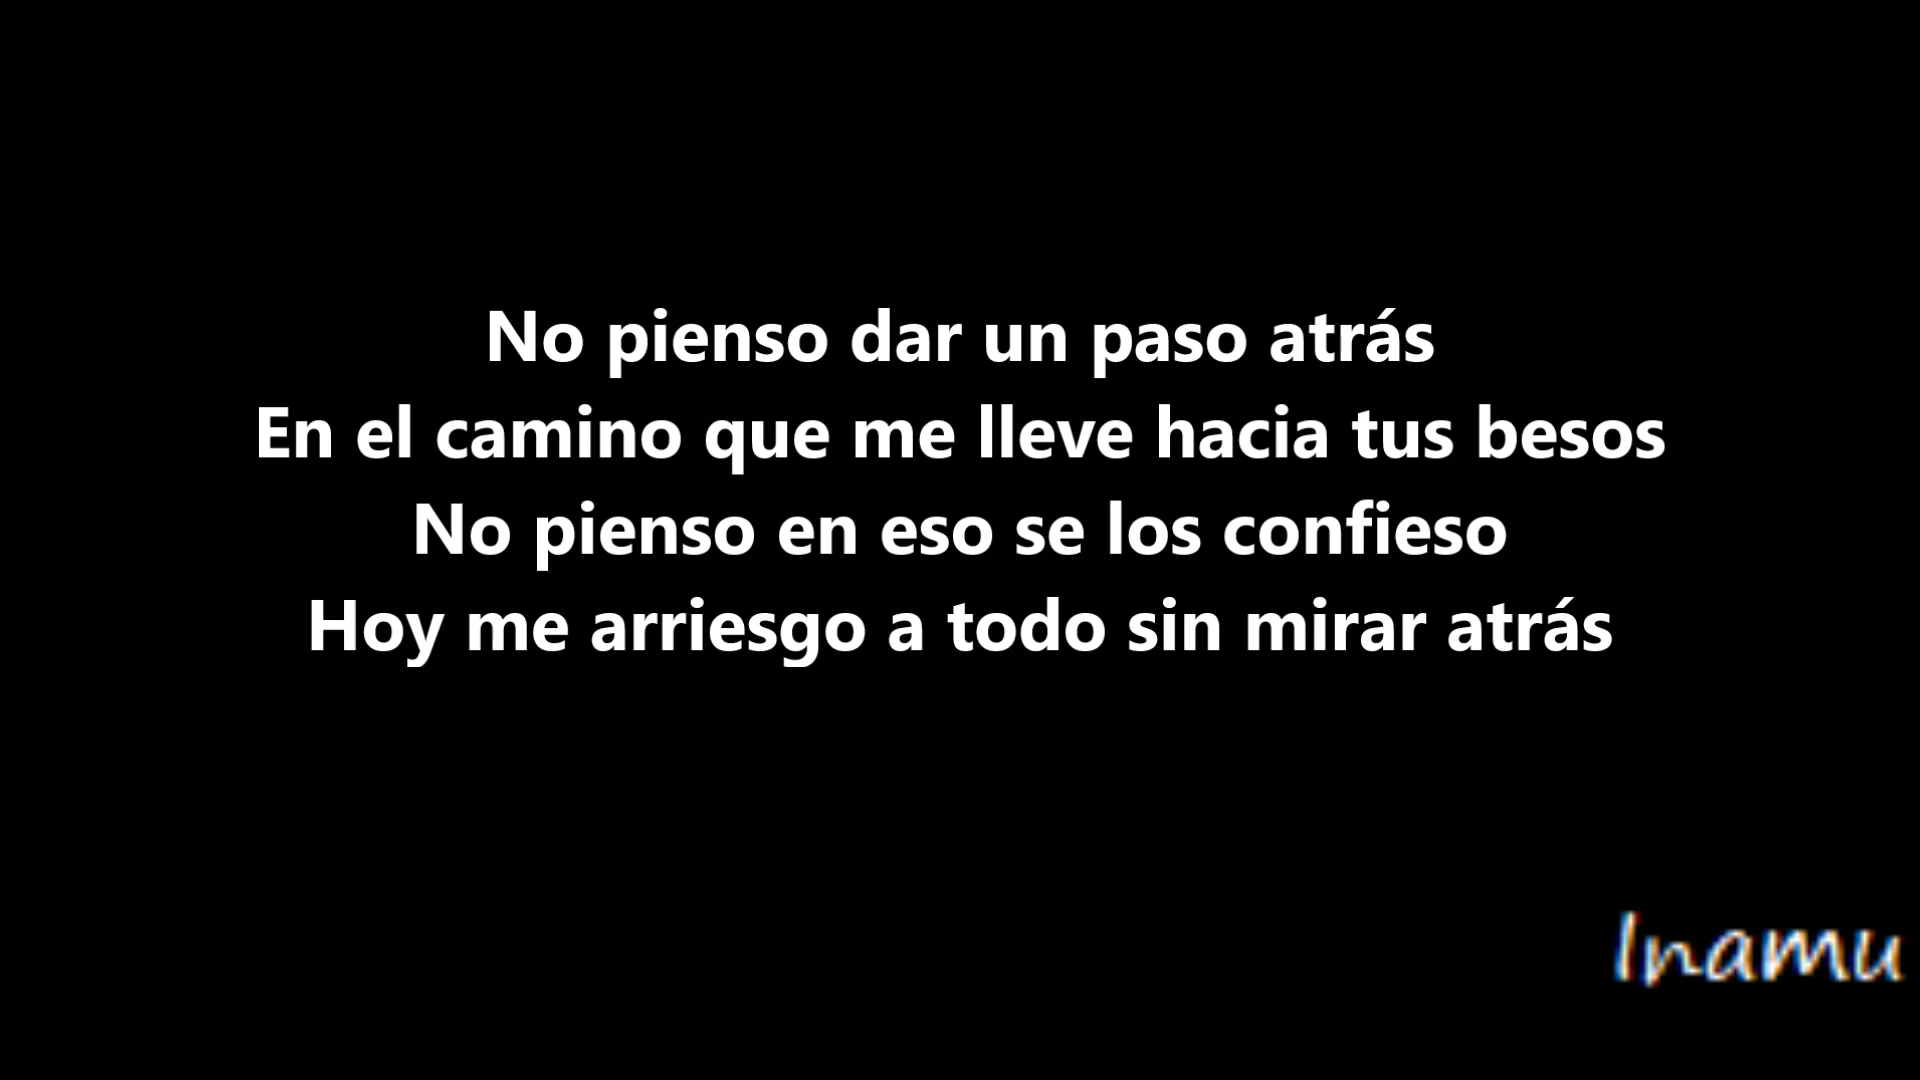 No pienso dar un paso atrás
En el camino que me lleve hacia tus besos
No pienso en eso se los confieso
Hoy me arriesgo a todo sin mirar atrás
Inamu